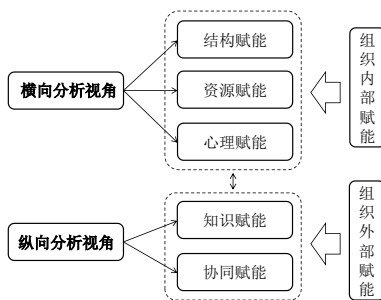 结构赋能
横向分析视角
资源赋能
心理赋能
组织内部赋能
知识赋能
纵向分析视角
协同赋能
组织外部赋能